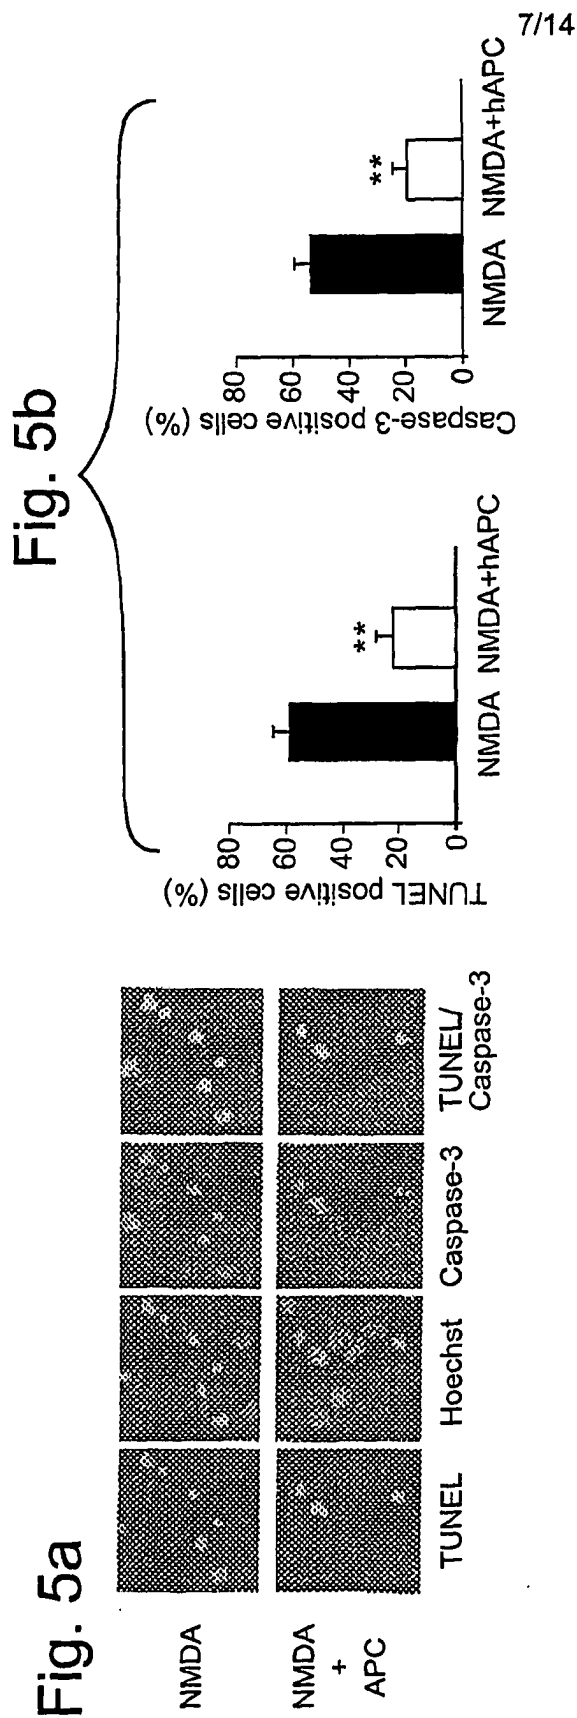 7/14
Fig. 5a
NMDA
NMDA
+
APC
TUNEL
Hoechst
Caspase-3
TUNEL/
Caspase-3
Fig. 5b
TUNEL positive cells (%)
80
60
40
20
0
**
NMDA
NMDA+hAPC
Caspase-3 positive cells (%)
80
60
40
20
0
**
NMDA
NMDA+hAPC